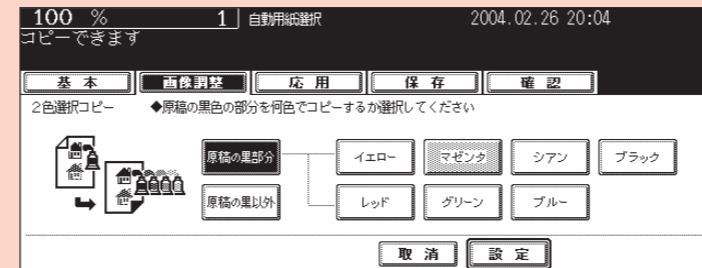 100 % 1 自動用紙選択 2004.02.26 20:04
コピーできます
基本 画像調整 応用 保存 確認
2色選択コピー ◆原稿の黒色の部分を何色でコピーするか選択してください
原稿の黒部分 イエロー マゼンタ シアン ブラック
原稿の黒以外 レッド グリーン ブルー
取消 設定